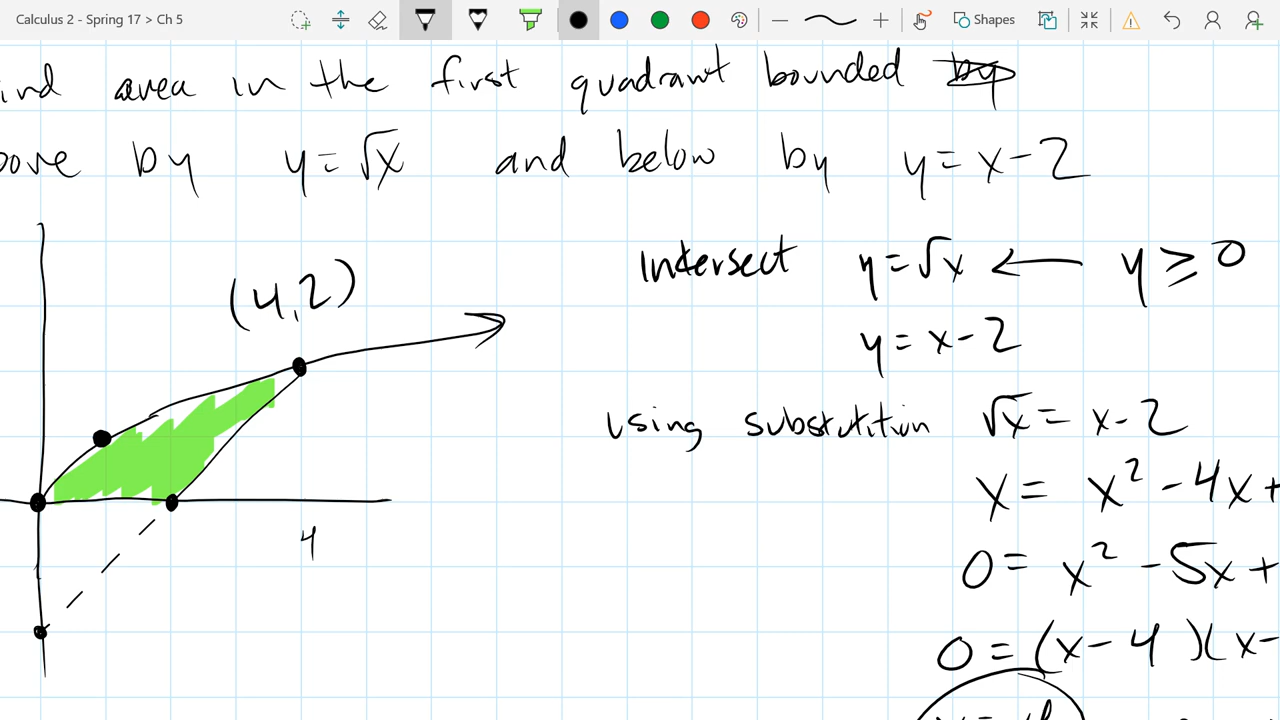 Calculus 2 - Spring 17 > Ch 5
Shapes
ind area in the first quadrant bounded
ove by y=√x and below by y=x-2
(4,2)
4
Intersect y=√x ← y≥0
y=x-2
using substitution √x=x-2
x=x²-4x+
0=x²-5x+
0=(x-4)(x-